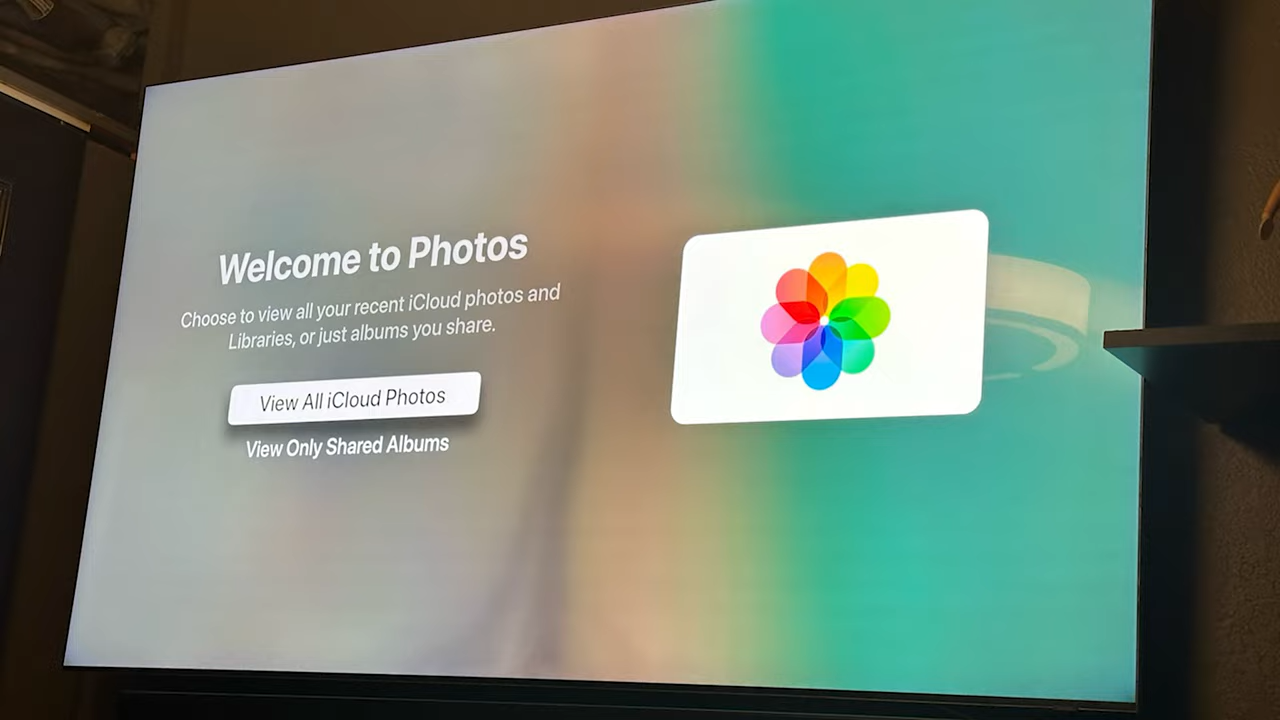 Welcome to Photos
Choose to view all your recent iCloud photos and
Libraries, or just albums you share.
View All iCloud Photos
View Only Shared Albums